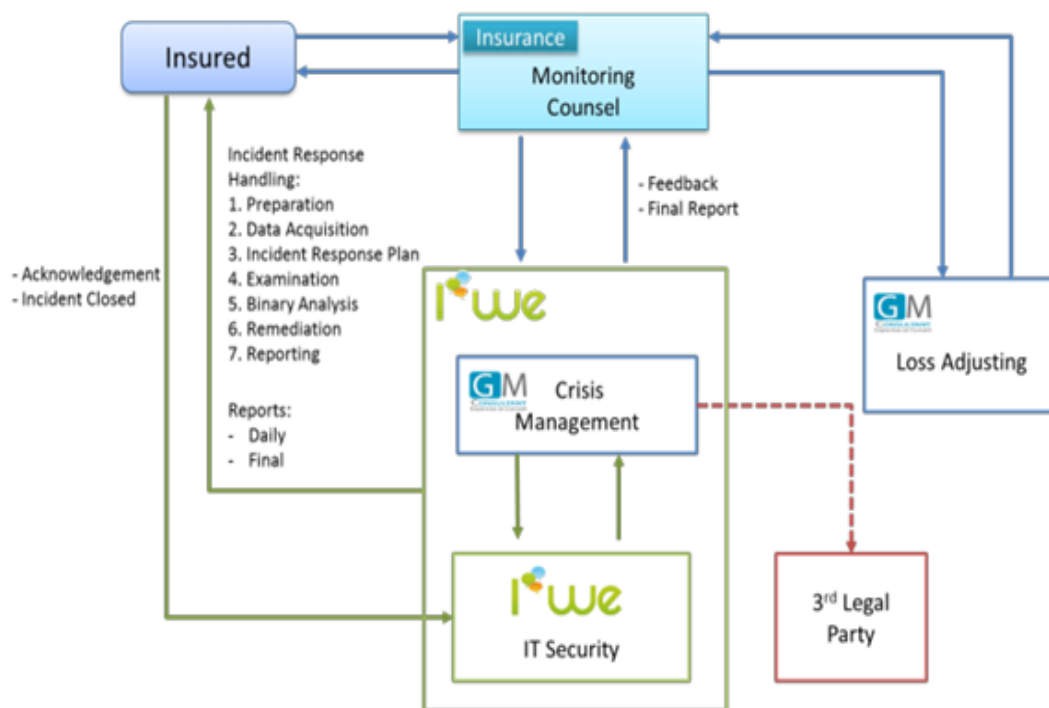 Insured
Insurance
Monitoring
Counsel
Incident Response
Handling:
1. Preparation
2. Data Acquisition
3. Incident Response Plan
4. Examination
5. Binary Analysis
6. Remediation
7. Reporting
Reports:
- Daily
- Final
- Acknowledgement
- Incident Closed
- Feedback
- Final Report
I we
GM
CONSULTANT
Crisis
Management
I we
IT Security
GM
CONSULTANT
Loss Adjusting
3rd Legal
Party